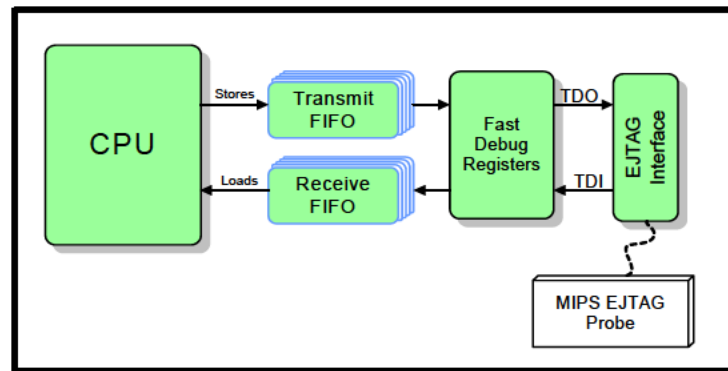 CPU
Stores
Transmit
FIFO
Loads
Receive
FIFO
Fast
Debug
Registers
TDO
TDI
EJTAG
Interface
MIPS EJTAG
Probe